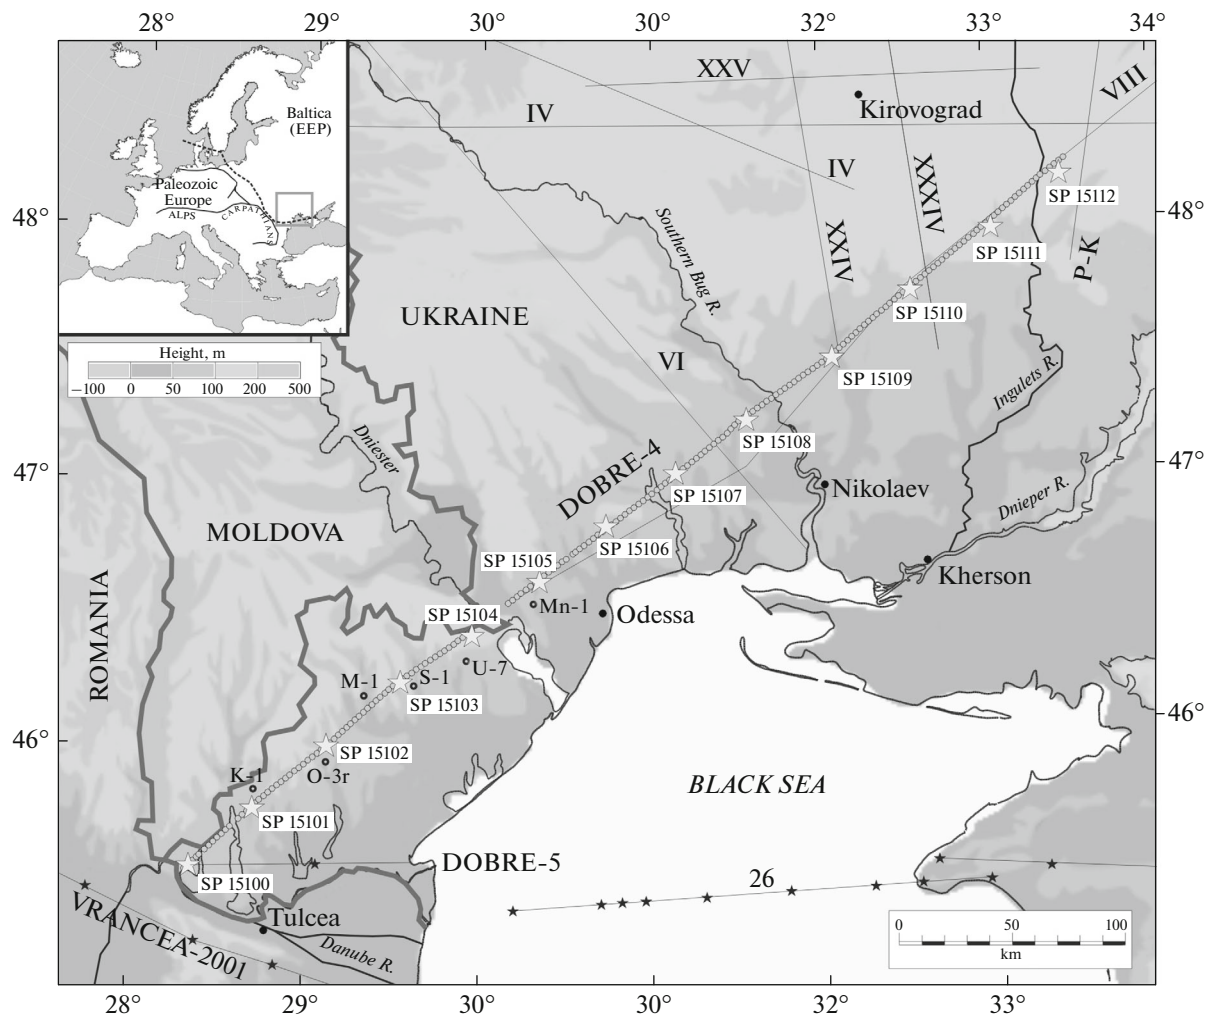 28°
29°
30°
30°
32°
33°
34°
XXV
VIII
Baltica
(EEP)
Kirovograd
IV
IV
Paleozoic
Europe
ALPS
CARPATHIANS
XXXIV
SP 15112
48°
48°
Southern Bug R.
SP 15111
XXIV
P-K
UKRAINE
SP 15110
Height, m
−100
0
50
100
200
500
VI
SP 15109
Ingulets R.
Dniester
SP 15108
47°
47°
DOBRE-4
SP 15107
Nikolaev
Dnieper R.
MOLDOVA
SP 15106
SP 15105
Kherson
Mn-1
Odessa
SP 15104
ROMANIA
U-7
M-1
S-1
SP 15103
46°
46°
SP 15102
K-1
O-3r
BLACK SEA
SP 15101
DOBRE-5
SP 15100
26
VRANCEA-2001
Tulcea
Danube R.
0
50
100
km
28°
29°
30°
30°
32°
33°